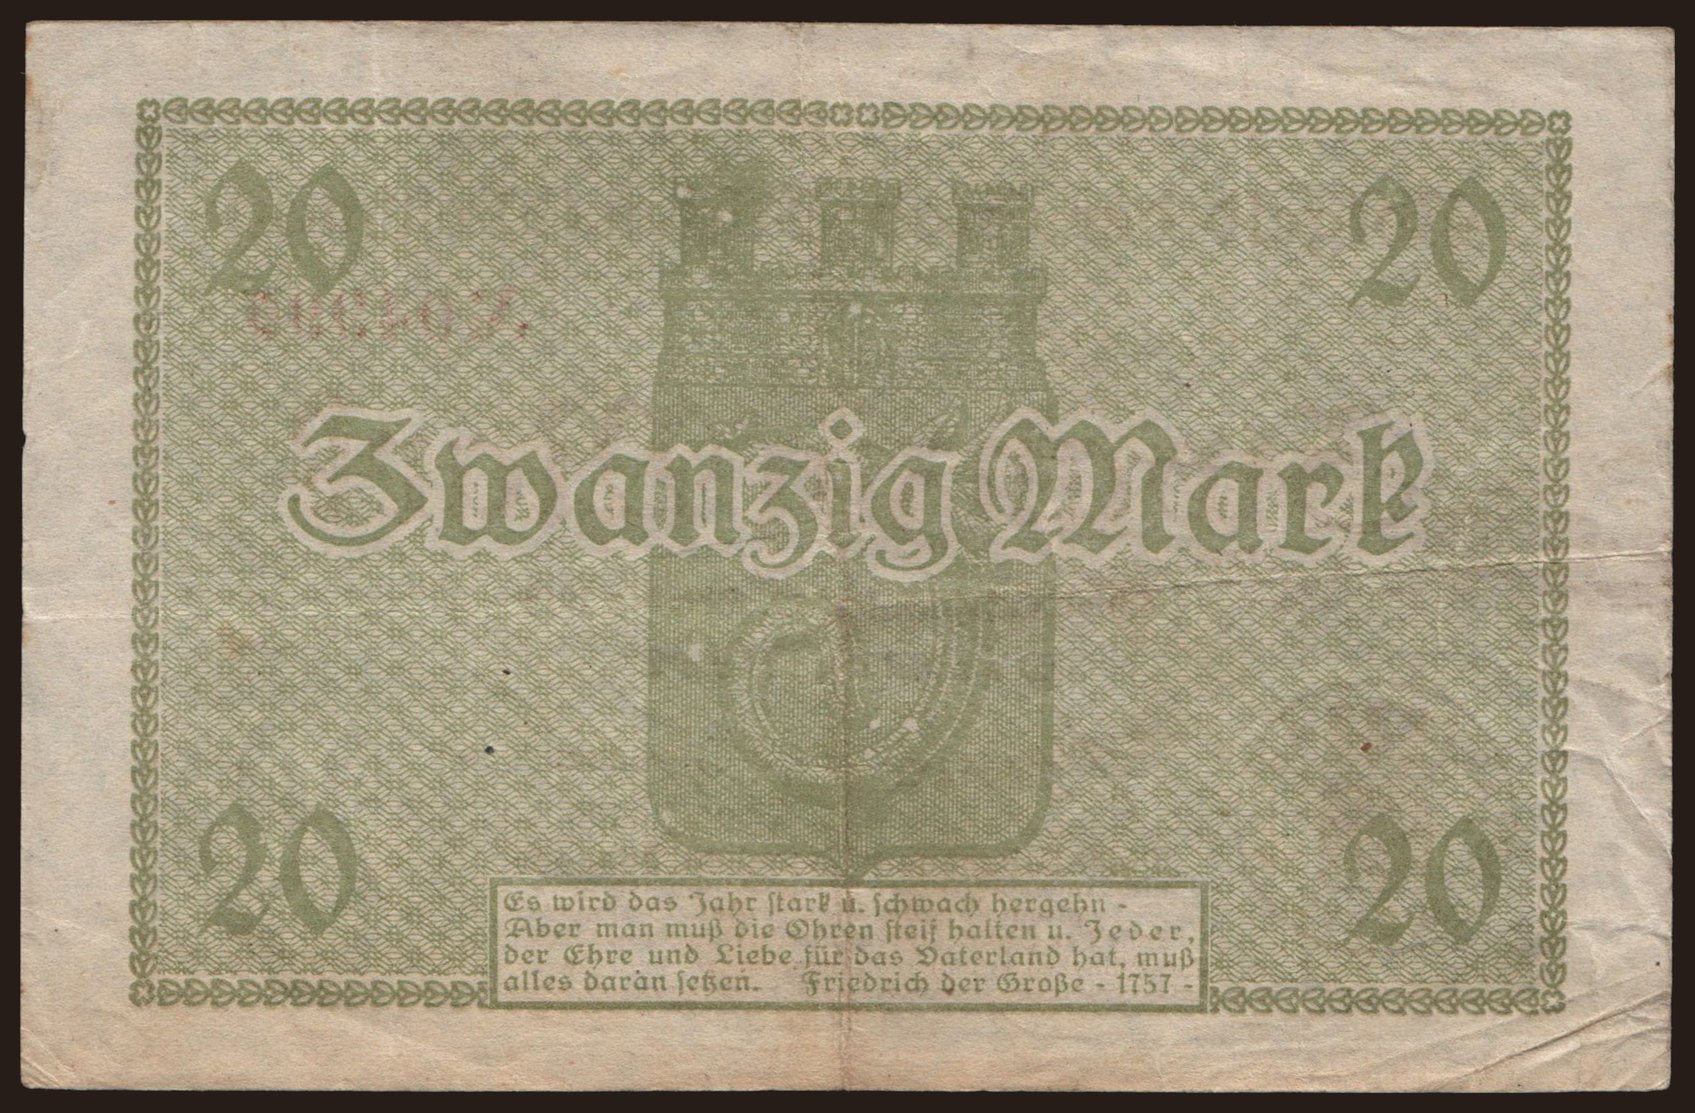 20 20
Zwanzig Mark
20 20
Es wird das Jahr stark u. schwach hergehn -
Aber man muß die Ohren steif halten u. Jeder,
der Ehre und Liebe für das Vaterland hat, muß
alles daran setzen. Friedrich der Große - 1757 -